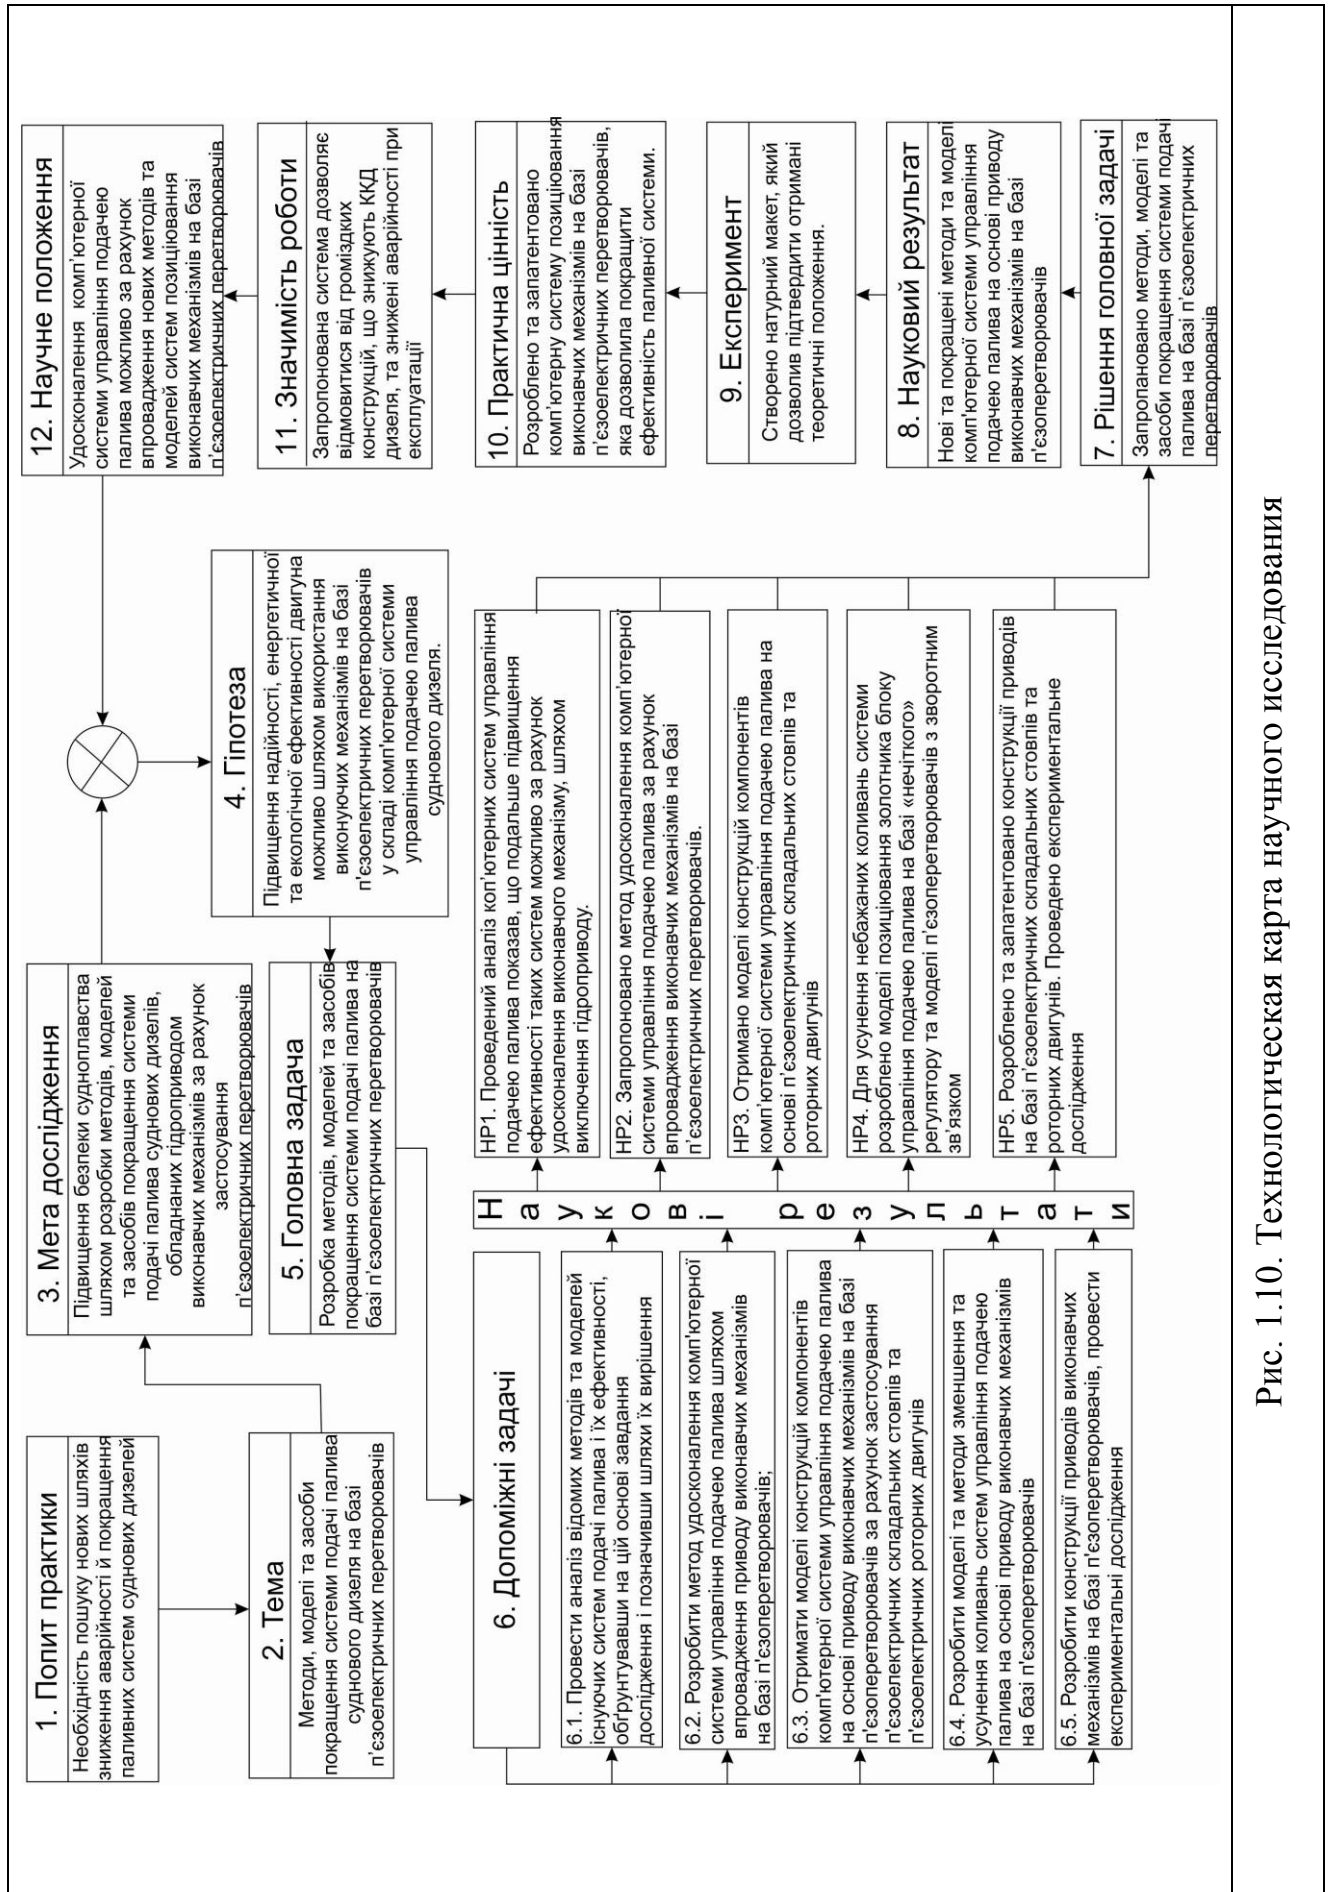 1. Попит практики
Необхідність пошуку нових шляхів
зниження аварійності й покращення
паливних систем суднових дизелей
2. Тема
Методи, моделі та засоби
покращення системи подачі палива
суднового дизеля на базі
п'єзоелектричних перетворювачів
3. Мета дослідження
Підвищення безпеки судноплавства
шляхом розробки методів, моделей
та засобів покращення системи
подачі палива суднових дизелів,
обладнаних гідроприводом
виконавчих механізмів за рахунок
застосування
п'єзоелектричних перетворювачів
4. Гіпотеза
Підвищення надійності, енергетичної
та екологічної ефективності двигуна
можливо шляхом використання
виконуючих механізмів на базі
п'єзоелектричних перетворювачів
у складі комп'ютерної системи
управління подачею палива
суднового дизеля.
5. Головна задача
Розробка методів, моделей та засобів
покращення системи подачі палива на
базі п'єзоелектричних перетворювачів
6. Допоміжні задачі
6.1. Провести аналіз відомих методів та моделей
існуючих систем подачі палива і їх ефективності,
обґрунтувавши на цій основі завдання
дослідження і позначивши шляхи їх вирішення
6.2. Розробити метод удосконалення комп'ютерної
системи управління подачею палива шляхом
впровадження приводу виконавчих механізмів
на базі п'єзоперетворювачів;
6.3. Отримати моделі конструкцій компонентів
комп'ютерної системи управління подачею палива
на основі приводу виконавчих механізмів на базі
п'єзоперетворювачів за рахунок застосування
п'єзоелектричних складальних стовпів та
п'єзоелектричних роторних двигунів
6.4. Розробити моделі та методи зменшення та
усунення коливань систем управління подачею
палива на основі приводу виконавчих механізмів
на базі п'єзоперетворювачів
6.5. Розробити конструкції приводів виконавчих
механізмів на базі п'єзоперетворювачів, провести
експериментальні дослідження
Наукові результати
НР1. Проведений аналіз коп'ютерних систем управління
подачею палива показав, що подальше підвищення
ефективності таких систем можливо за рахунок
удосконалення виконавчого механізму, шляхом
виключення гідроприводу.
НР2. Запропоновано метод удосконалення комп'ютерної
системи управління подачею палива за рахунок
впровадження виконавчих механізмів на базі
п'єзоелектричних перетворювачів.
НР3. Отримано моделі конструкцій компонентів
комп'ютерної системи управління подачею палива на
основі п'єзоелектричних складальних стовпів та
роторних двигунів
НР4. Для усунення небажаних коливань системи
розроблено моделі позиціювання золотника блоку
управління подачею палива на базі «нечіткого»
регулятору та моделі п'єзоперетворювачів з зворотним
зв'язком
НР5. Розроблено та запатентовано конструкції приводів
на базі п'єзоелектричних складальних стовпів та
роторних двигунів. Проведено експериментальне
дослідження
7. Рішення головної задачі
Запропановано методи, моделі та
засоби покращення системи подачі
палива на базі п'єзоелектричних
перетворювачів
8. Науковий результат
Нові та покращені методи та моделі
комп'ютерної системи управління
подачею палива на основі приводу
виконавчих механізмів на базі
п'єзоперетворювачів
9. Експеримент
Створено натурний макет, який
дозволив підтвердити отримані
теоретичні положення.
10. Практична цінність
Розроблено та запатентовано
комп'ютерну систему позиціювання
виконавчих механізмів на базі
п'єзоелектричних перетворювачів,
яка дозволила покращити
ефективність паливної системи.
11. Значимість роботи
Запропонована система дозволяє
відмовитися від громіздких
конструкцій, що знижують ККД
дизеля, та знижені аварійності при
експлуатації
12. Научне положення
Удосконалення комп'ютерної
системи управління подачею
палива можливо за рахунок
впровадження нових методів та
моделей систем позиціювання
виконавчих механізмів на базі
п'єзоелектричних перетворювачів
Рис. 1.10. Технологическая карта научного исследования